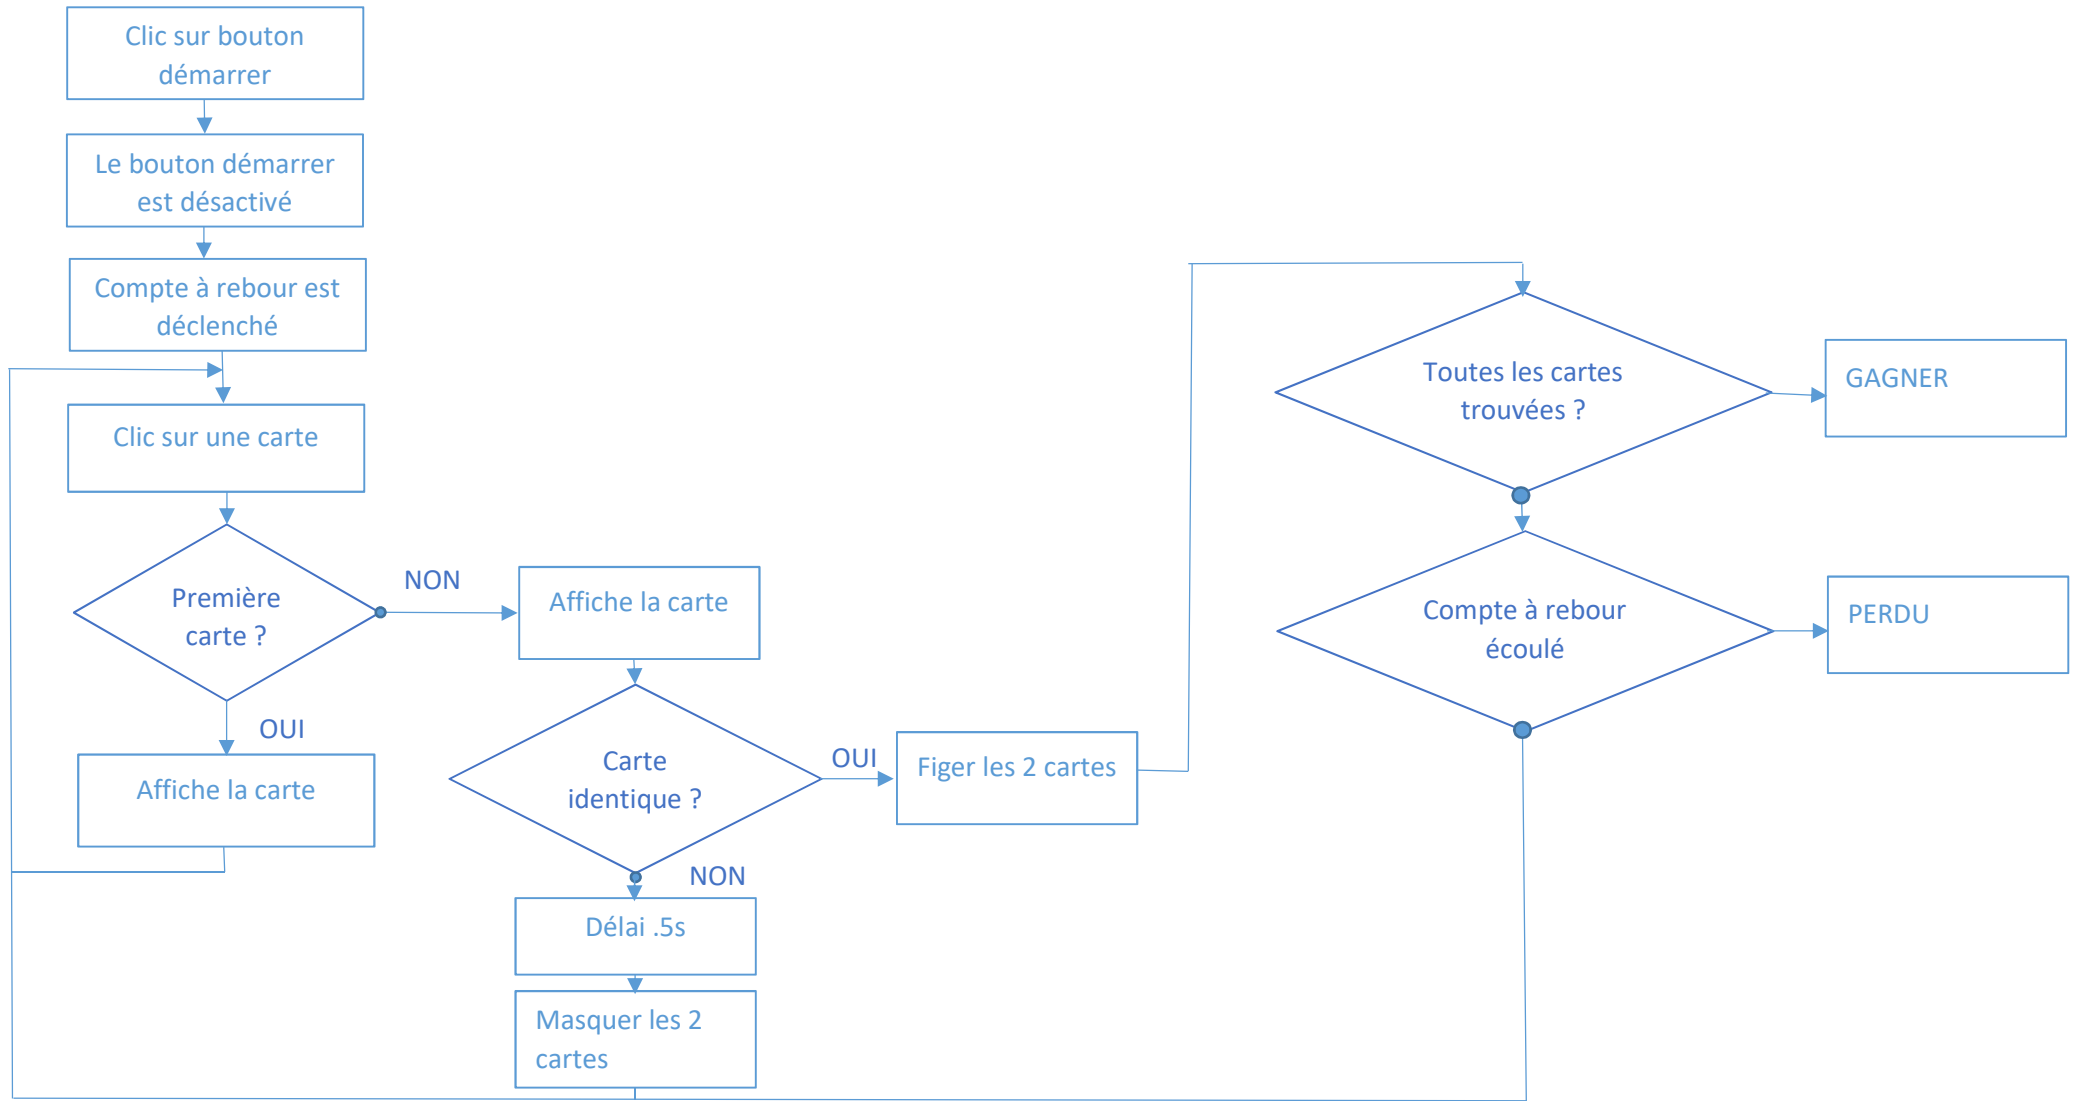 Clic sur bouton
démarrer
Le bouton démarrer
est désactivé
Compte à rebour est
déclenché
Clic sur une carte
Première
carte ?
NON
OUI
Affiche la carte
Affiche la carte
Carte
identique ?
OUI
NON
Figer les 2 cartes
Délai .5s
Masquer les 2
cartes
Toutes les cartes
trouvées ?
GAGNER
Compte à rebour
écoulé
PERDU